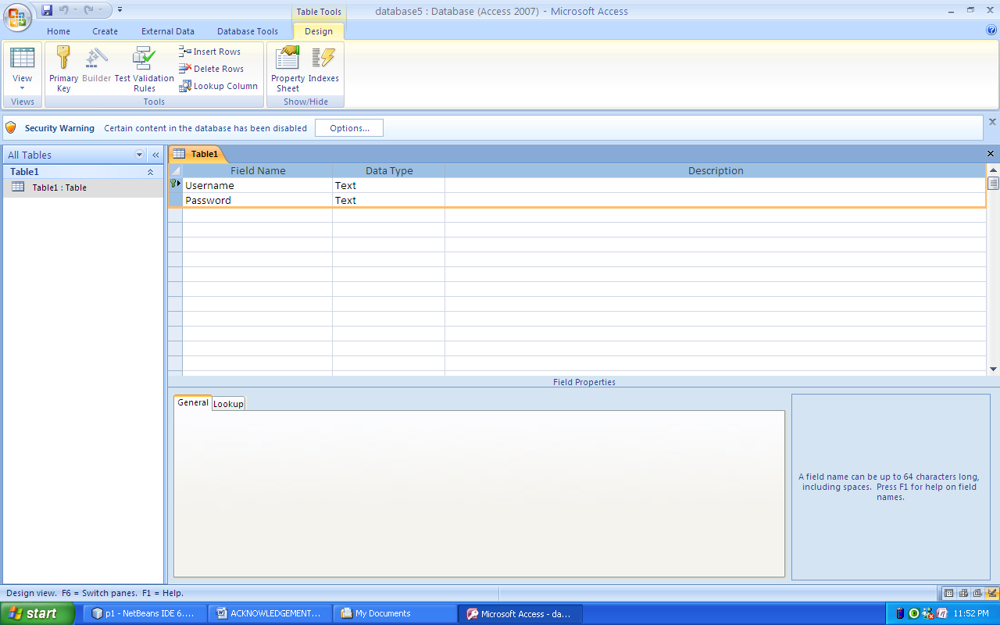 Table Tools
database5 : Database (Access 2007) - Microsoft Access
Home Create External Data Database Tools Design
View
Primary Key
Builder
Test Validation Rules
Insert Rows
Delete Rows
Lookup Column
Property Sheet
Indexes
Views Tools Show/Hide
Security Warning Certain content in the database has been disabled Options...
All Tables «
Table1
Table1 : Table
Table1
Field Name Data Type Description
Username Text
Password Text
Field Properties
General Lookup
A field name can be up to 64 characters long,
including spaces. Press F1 for help on field
names.
Design view. F6 = Switch panes. F1 = Help.
start p1 - NetBeans IDE 6.... ACKNOWLEDGEMENT... My Documents Microsoft Access - da... 11:52 PM